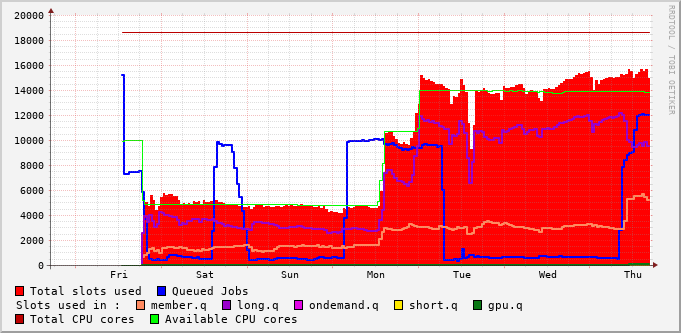 20000
18000
16000
14000
12000
10000
8000
6000
4000
2000
0
Fri Sat Sun Mon Tue Wed Thu
Total slots used Queued Jobs
Slots used in : member.q long.q ondemand.q short.q gpu.q
Total CPU cores Available CPU cores
RRDTOOL / TOBI OETIKER